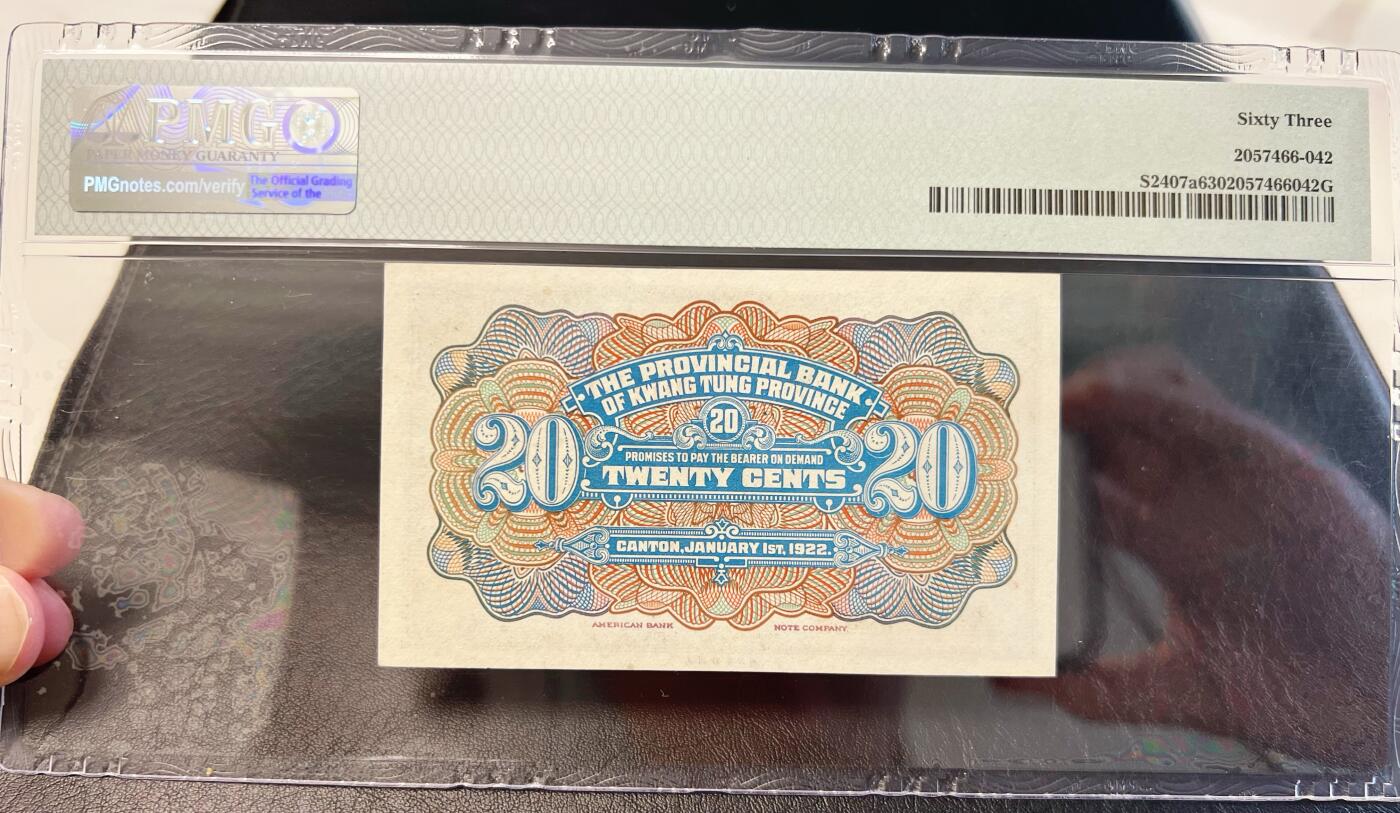 PMG
PAPER MONEY GUARANTY
PMGnotes.com/verify
The Official Grading
Service of the
Sixty Three
2057466-042
S2407a6302057466042G
THE PROVINCIAL BANK
OF KWANG TUNG PROVINCE
20
20
20
PROMISES TO PAY THE BEARER ON DEMAND
TWENTY CENTS
CANTON, JANUARY 1ST, 1922.
AMERICAN BANK NOTE COMPANY.